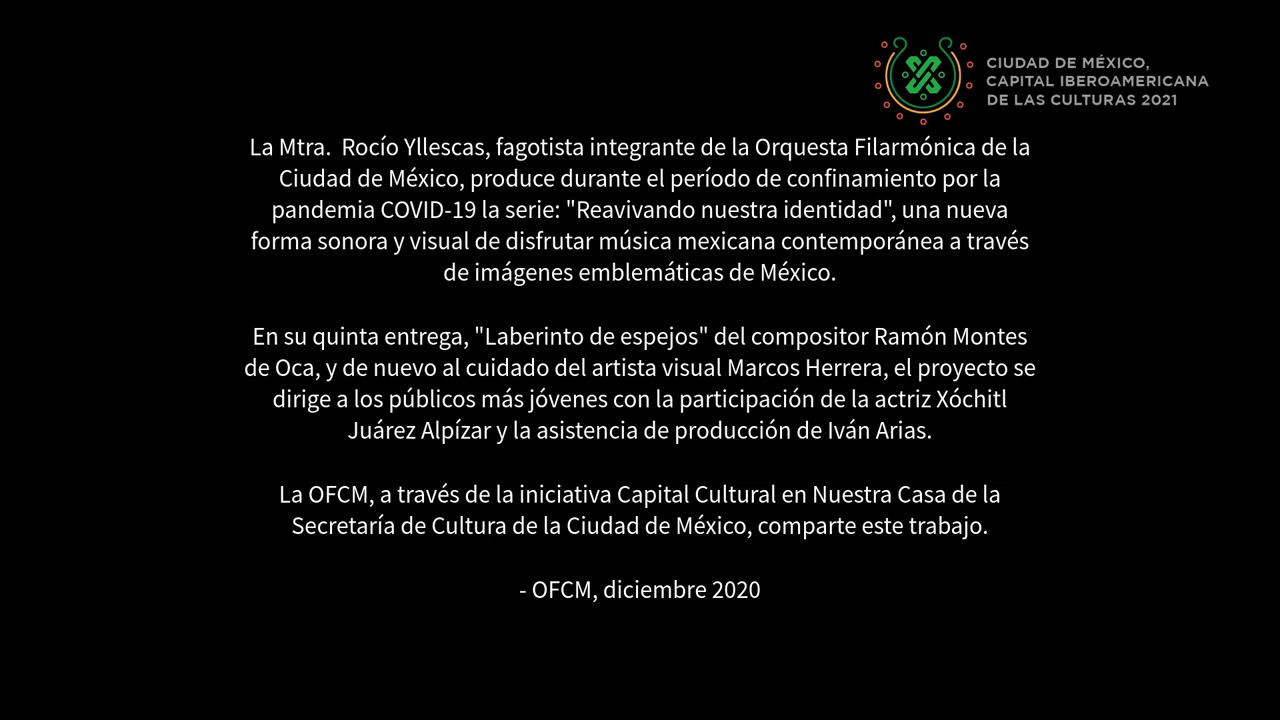 CIUDAD DE MÉXICO,
CAPITAL IBEROAMERICANA
DE LAS CULTURAS 2021
La Mtra.  Rocío Yllescas, fagotista integrante de la Orquesta Filarmónica de la
Ciudad de México, produce durante el período de confinamiento por la
pandemia COVID-19 la serie: "Reavivando nuestra identidad", una nueva
forma sonora y visual de disfrutar música mexicana contemporánea a través
de imágenes emblemáticas de México.
En su quinta entrega, "Laberinto de espejos" del compositor Ramón Montes
de Oca, y de nuevo al cuidado del artista visual Marcos Herrera, el proyecto se
dirige a los públicos más jóvenes con la participación de la actriz Xóchitl
Juárez Alpízar y la asistencia de producción de Iván Arias.
La OFCM, a través de la iniciativa Capital Cultural en Nuestra Casa de la
Secretaría de Cultura de la Ciudad de México, comparte este trabajo.
- OFCM, diciembre 2020